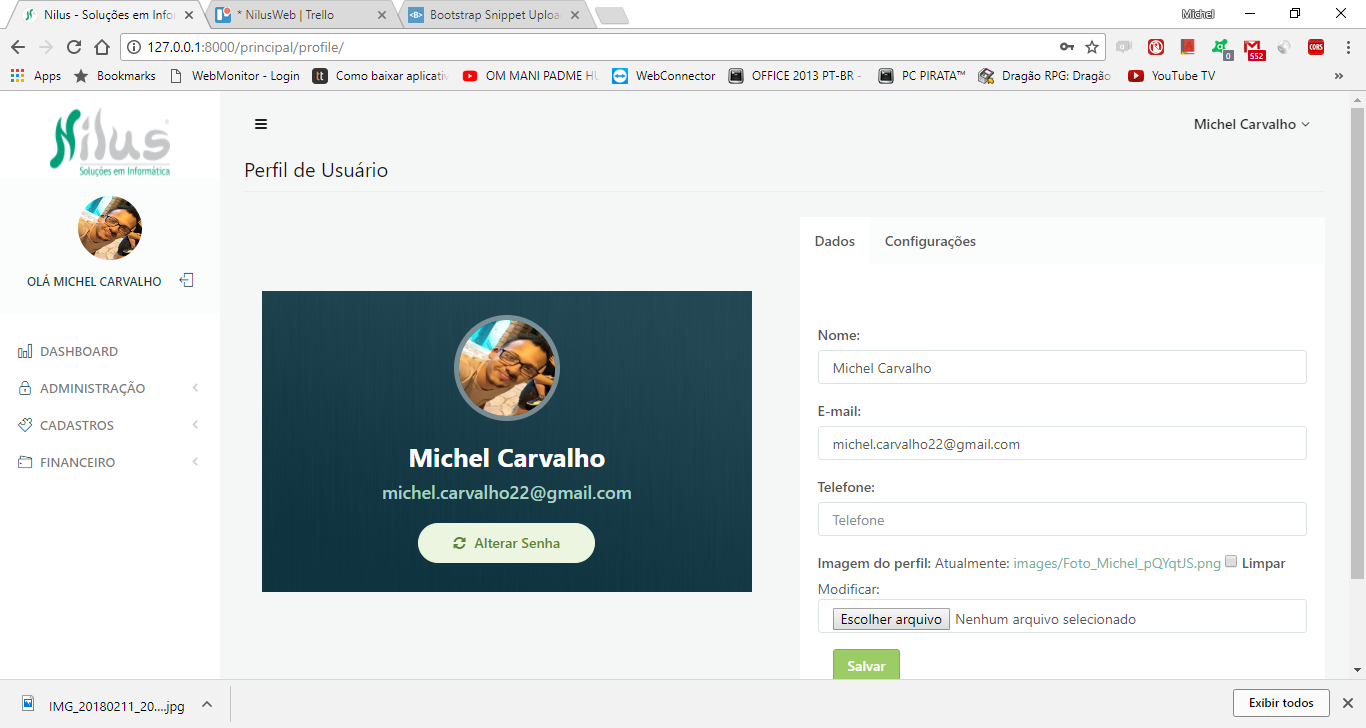 Nilus - Soluções em Infor
* NilusWeb | Trello
Bootstrap Snippet Uploa
Michel
127.0.0.1:8000/principal/profile/
0
552
CORS
Apps
Bookmarks
WebMonitor - Login
tt
Como baixar aplicativ
OM MANI PADME HU
WebConnector
OFFICE 2013 PT-BR -
PC PIRATA™
Dragão RPG: Dragão
YouTube TV
»
Nilus
Soluções em Informática
Michel Carvalho
Perfil de Usuário
OLÁ MICHEL CARVALHO
DASHBOARD
ADMINISTRAÇÃO
CADASTROS
FINANCEIRO
Michel Carvalho
michel.carvalho22@gmail.com
Alterar Senha
Dados
Configurações
Nome:
Michel Carvalho
E-mail:
michel.carvalho22@gmail.com
Telefone:
Telefone
Imagem do perfil: Atualmente: images/Foto_Michel_pQYqtJS.png Limpar
Modificar:
Escolher arquivo Nenhum arquivo selecionado
Salvar
IMG_20180211_20....jpg
Exibir todos